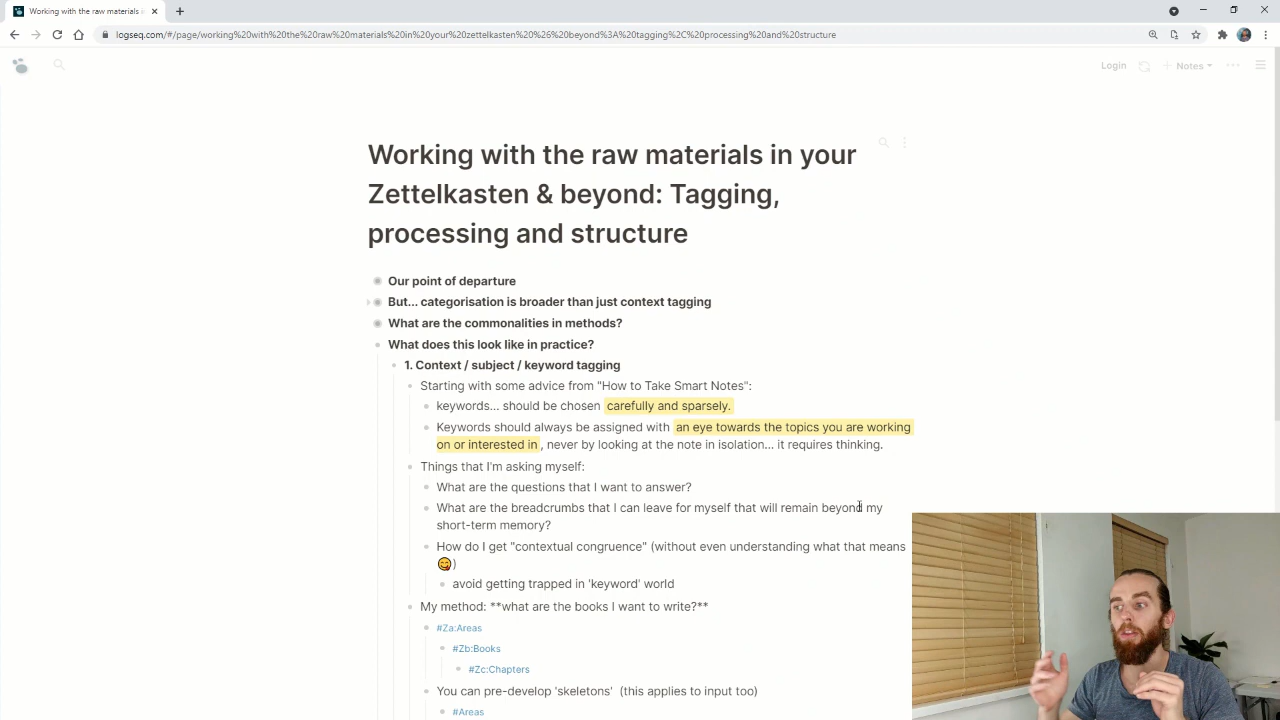 Working with the raw materials in
logseq.com/#/page/working%20with%20the%20raw%20materials%20in%20your%20zettelkasten%20%26%20beyond%3A%20tagging%2C%20processing%20and%20structure
Login
Notes
Working with the raw materials in your
Zettelkasten & beyond: Tagging,
processing and structure
Our point of departure
But... categorisation is broader than just context tagging
What are the commonalities in methods?
What does this look like in practice?
1. Context / subject / keyword tagging
Starting with some advice from "How to Take Smart Notes":
keywords... should be chosen carefully and sparsely.
Keywords should always be assigned with an eye towards the topics you are working
on or interested in , never by looking at the note in isolation... it requires thinking.
Things that I'm asking myself:
What are the questions that I want to answer?
What are the breadcrumbs that I can leave for myself that will remain beyond my
short-term memory?
How do I get "contextual congruence" (without even understanding what that means
😋)
avoid getting trapped in 'keyword' world
My method: **what are the books I want to write?**
#Za:Areas
#Zb:Books
#Zc:Chapters
You can pre-develop 'skeletons' (this applies to input too)
#Areas